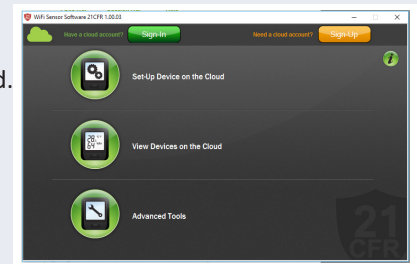 WiFi Sensor Software 21CFR 1.00.03
Have a cloud account? Sign-In Need a cloud account? Sign-Up
d.
Set-Up Device on the Cloud
View Devices on the Cloud
Advanced Tools
21
CFR